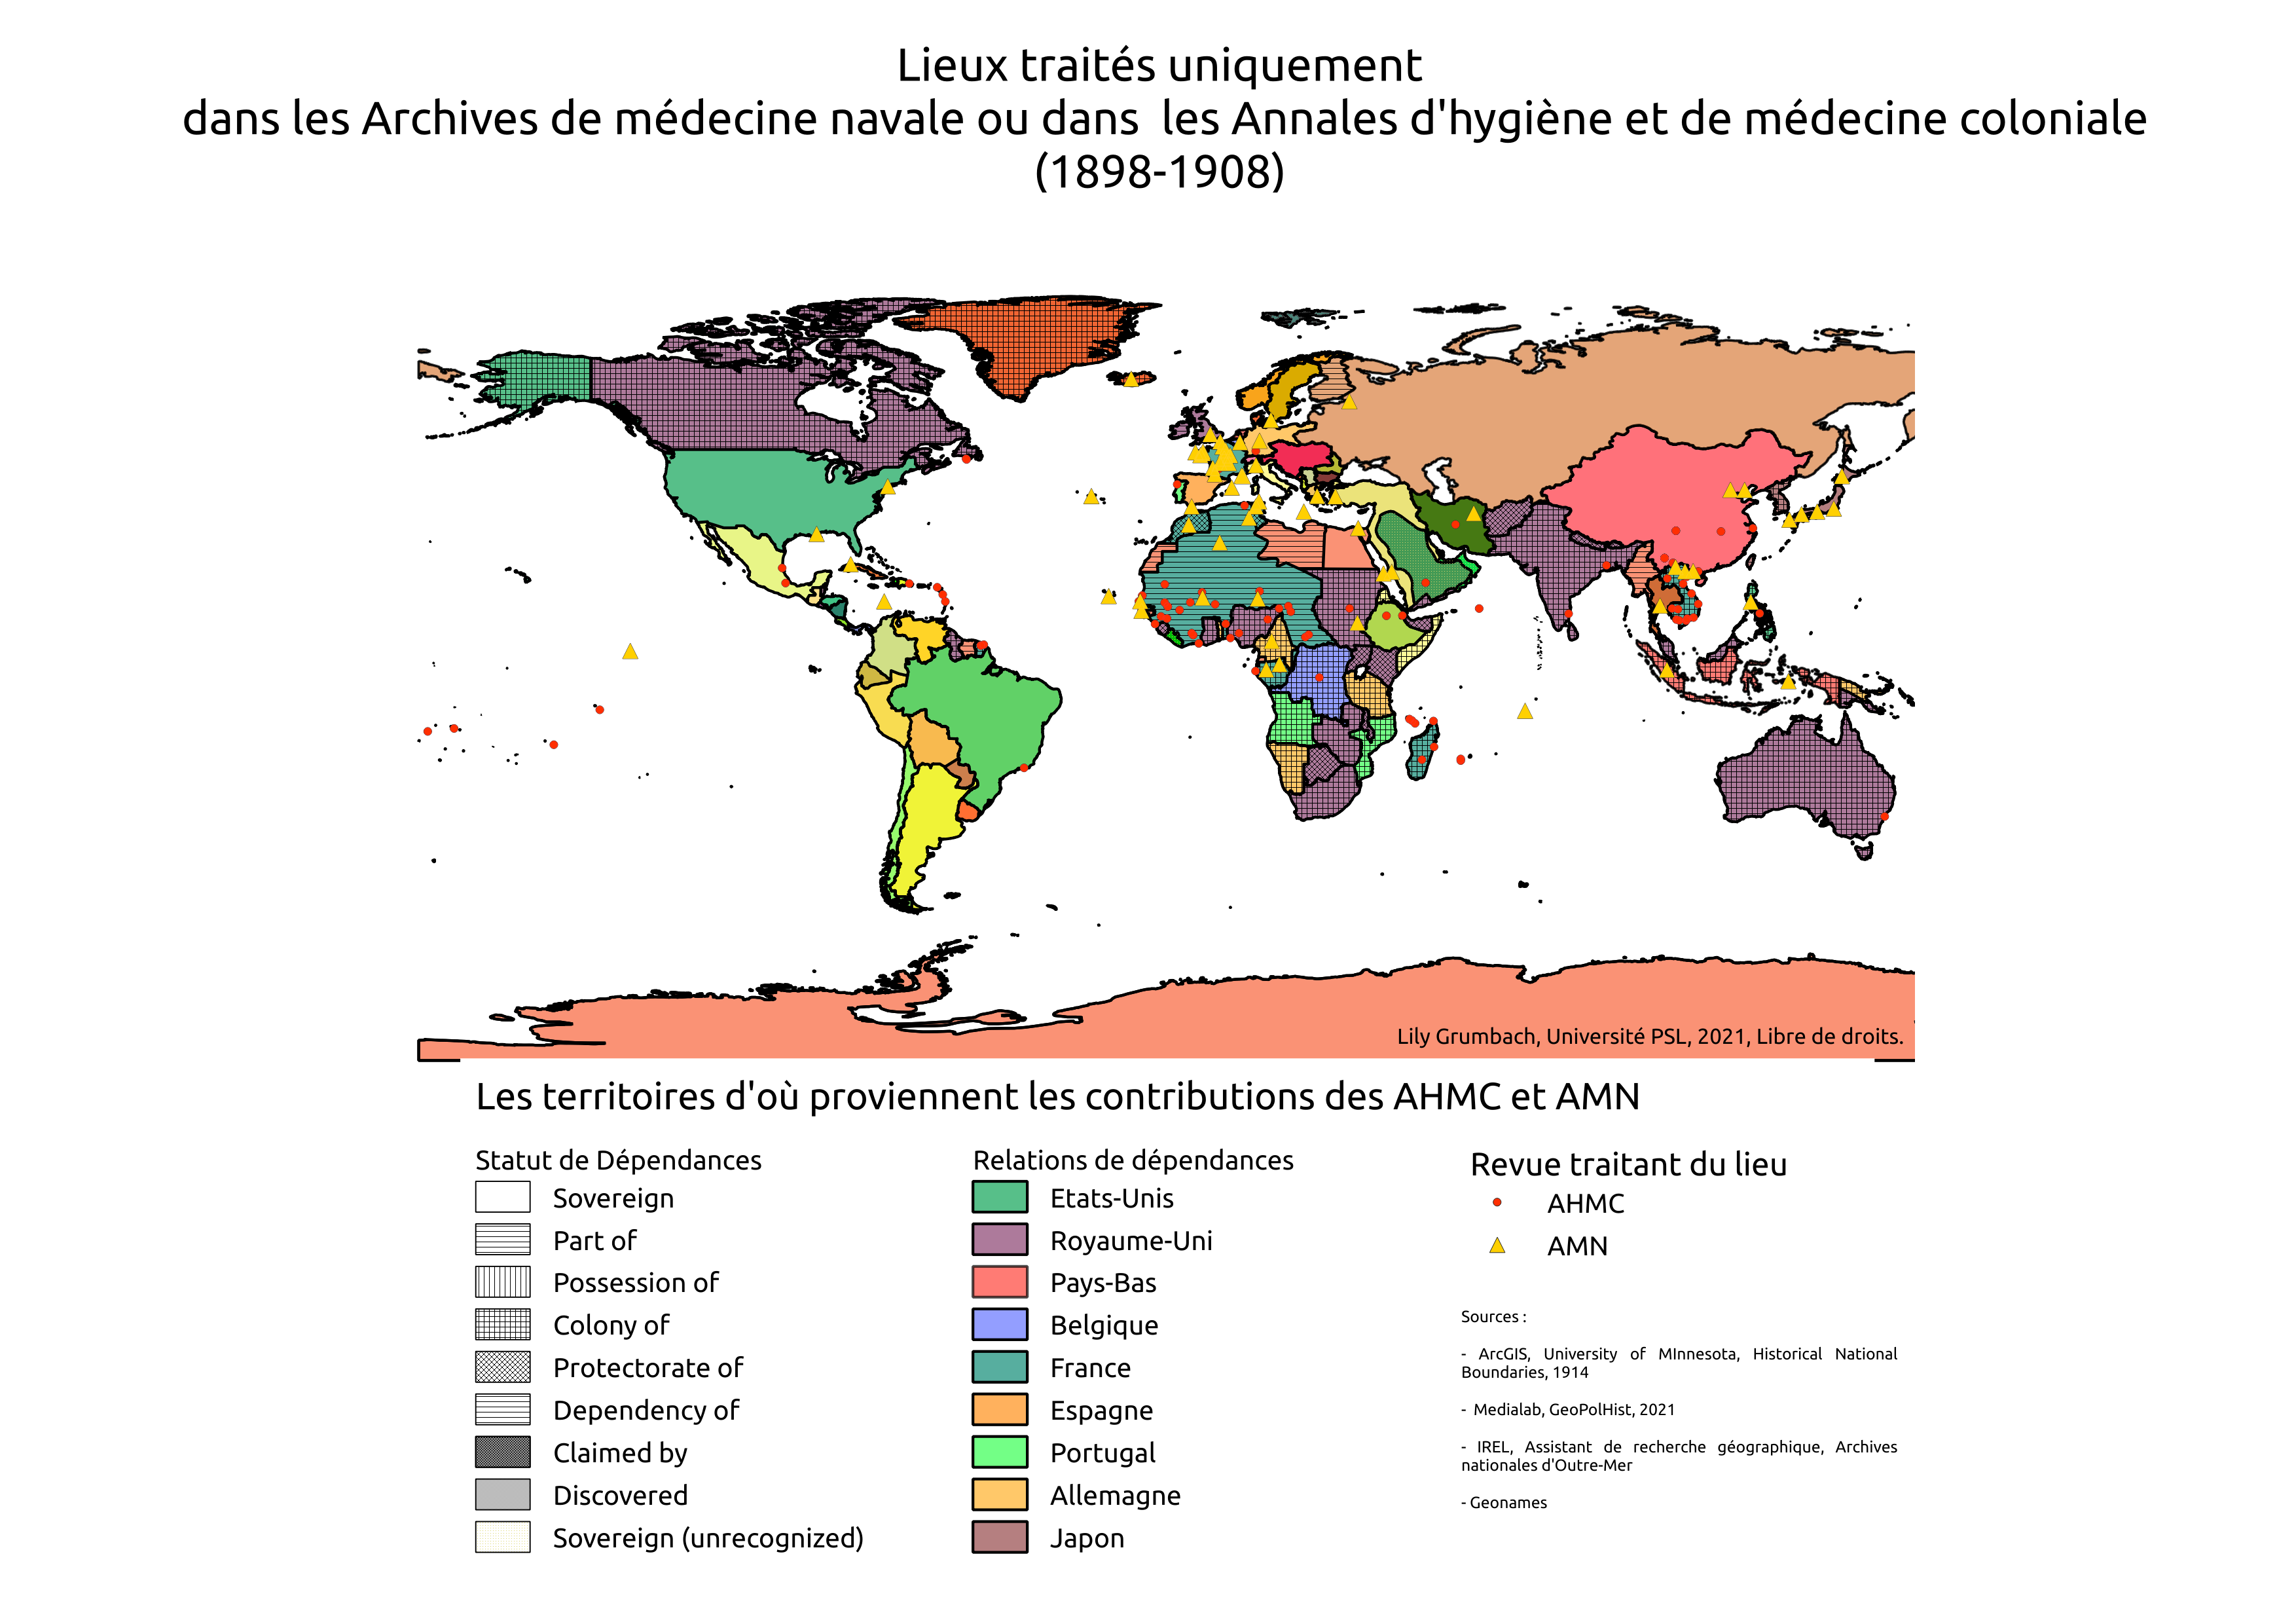 Lieux traités uniquement
dans les Archives de médecine navale ou dans les Annales d'hygiène et de médecine coloniale
(1898-1908)
Lily Grumbach, Université PSL, 2021, Libre de droits.
Les territoires d'où proviennent les contributions des AHMC et AMN
Statut de Dépendances
Sovereign
Part of
Possession of
Colony of
Protectorate of
Dependency of
Claimed by
Discovered
Sovereign (unrecognized)
Relations de dépendances
Etats-Unis
Royaume-Uni
Pays-Bas
Belgique
France
Espagne
Portugal
Allemagne
Japon
Revue traitant du lieu
AHMC
AMN
Sources :
- ArcGIS, University of MInnesota, Historical National
Boundaries, 1914
- Medialab, GeoPolHist, 2021
- IREL, Assistant de recherche géographique, Archives
nationales d'Outre-Mer
- Geonames